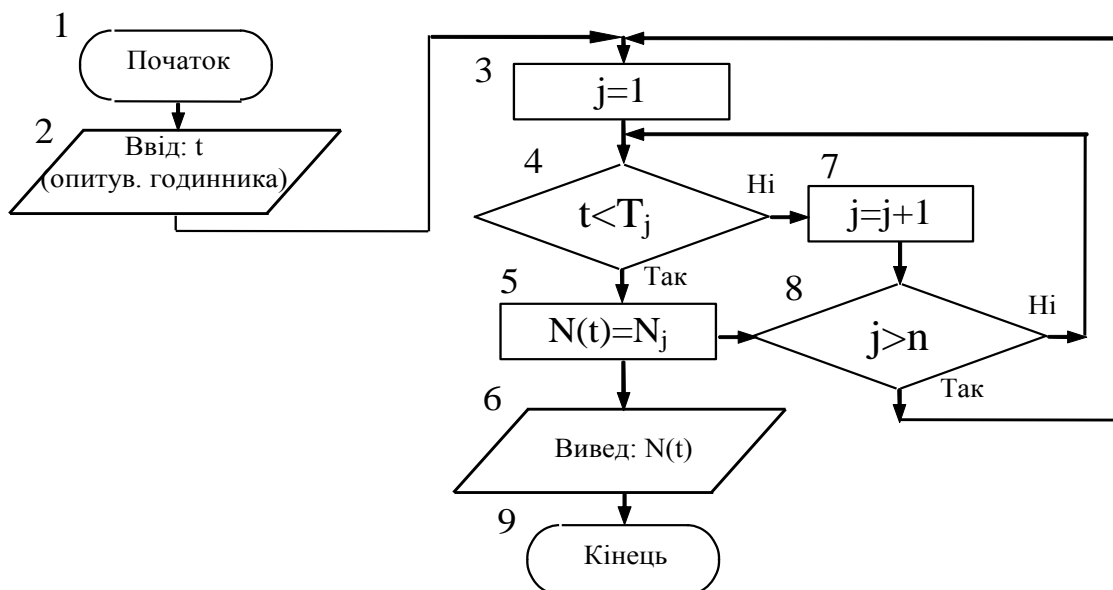 1
Початок
2
Ввід: t
(опитув. годинника)
3
j=1
4
t<Tj
Ні
7
j=j+1
Так
5
N(t)=Nj
8
j>n
Ні
Так
6
Вивед: N(t)
9
Кінець